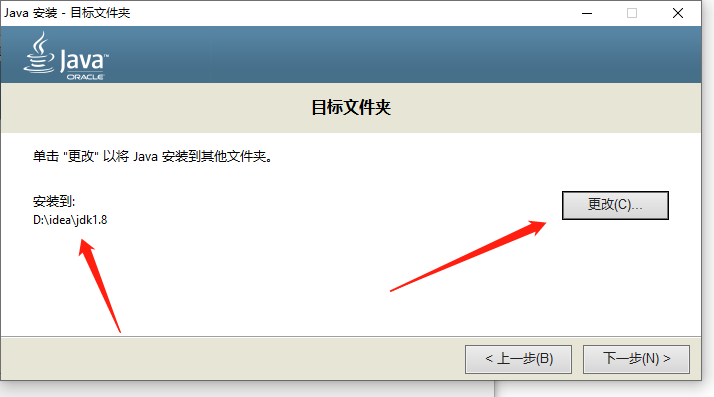 Java 安装 - 目标文件夹
Java™
ORACLE
目标文件夹
单击 "更改" 以将 Java 安装到其他文件夹。
安装到:
D:\idea\jdk1.8
更改(C)...
< 上一步(B)
下一步(N) >